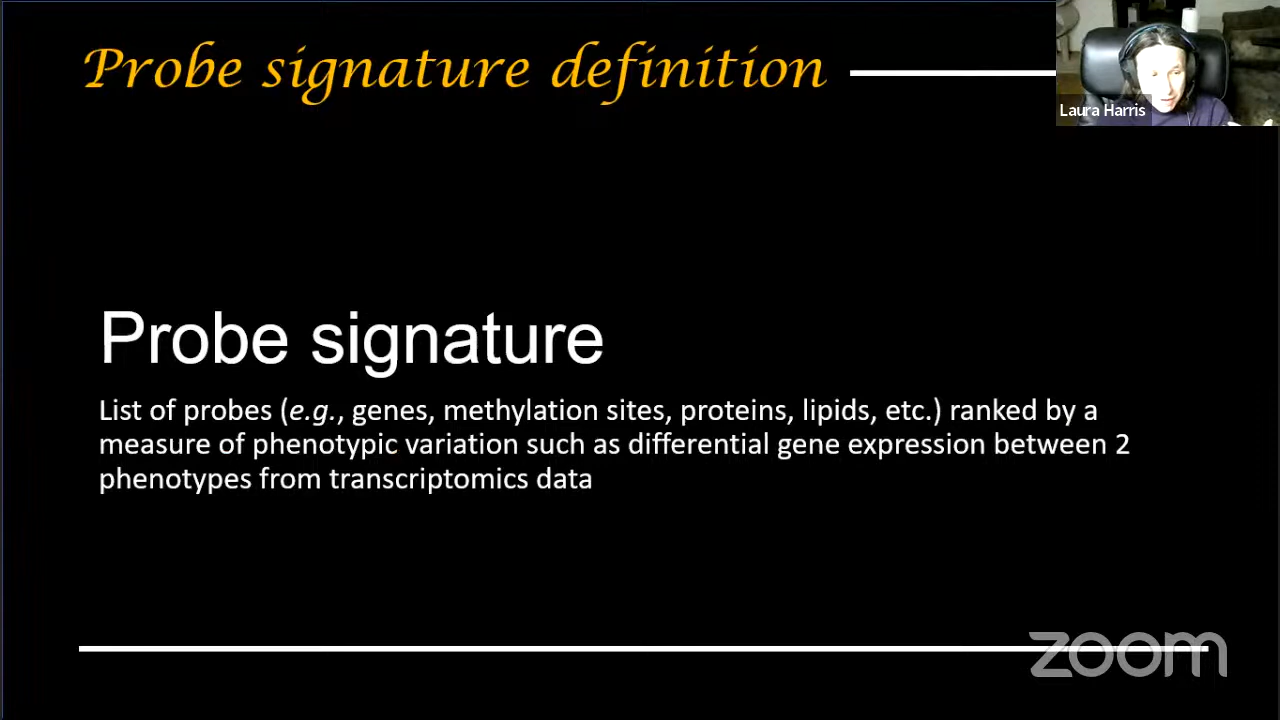 Probe signature definition
Laura Harris
Probe signature
List of probes (e.g., genes, methylation sites, proteins, lipids, etc.) ranked by a
measure of phenotypic variation such as differential gene expression between 2
phenotypes from transcriptomics data
zoom